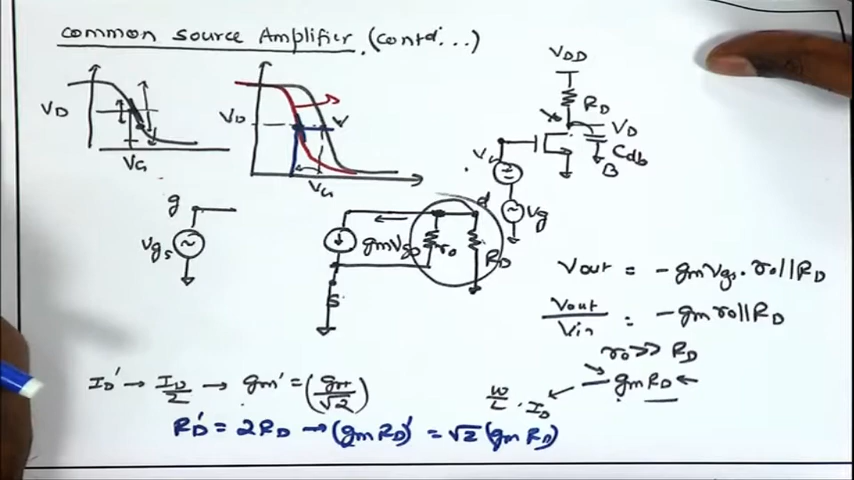 common source Amplifier (contd...)
VDD
RD
VD
VD
VD
V
Cdb
B
VG
VG
Vg
g
d
vgs
gmVgs
ro
RD
S
Vout = -gmVgs . ro||RD
Vout/Vin = -gm ro||RD
ro >> RD
gm RD
ID' → ID/2 → gm' = (gm/√2)
W/L . ID
RD' = 2RD → (gm RD)' = √2 (gm RD)